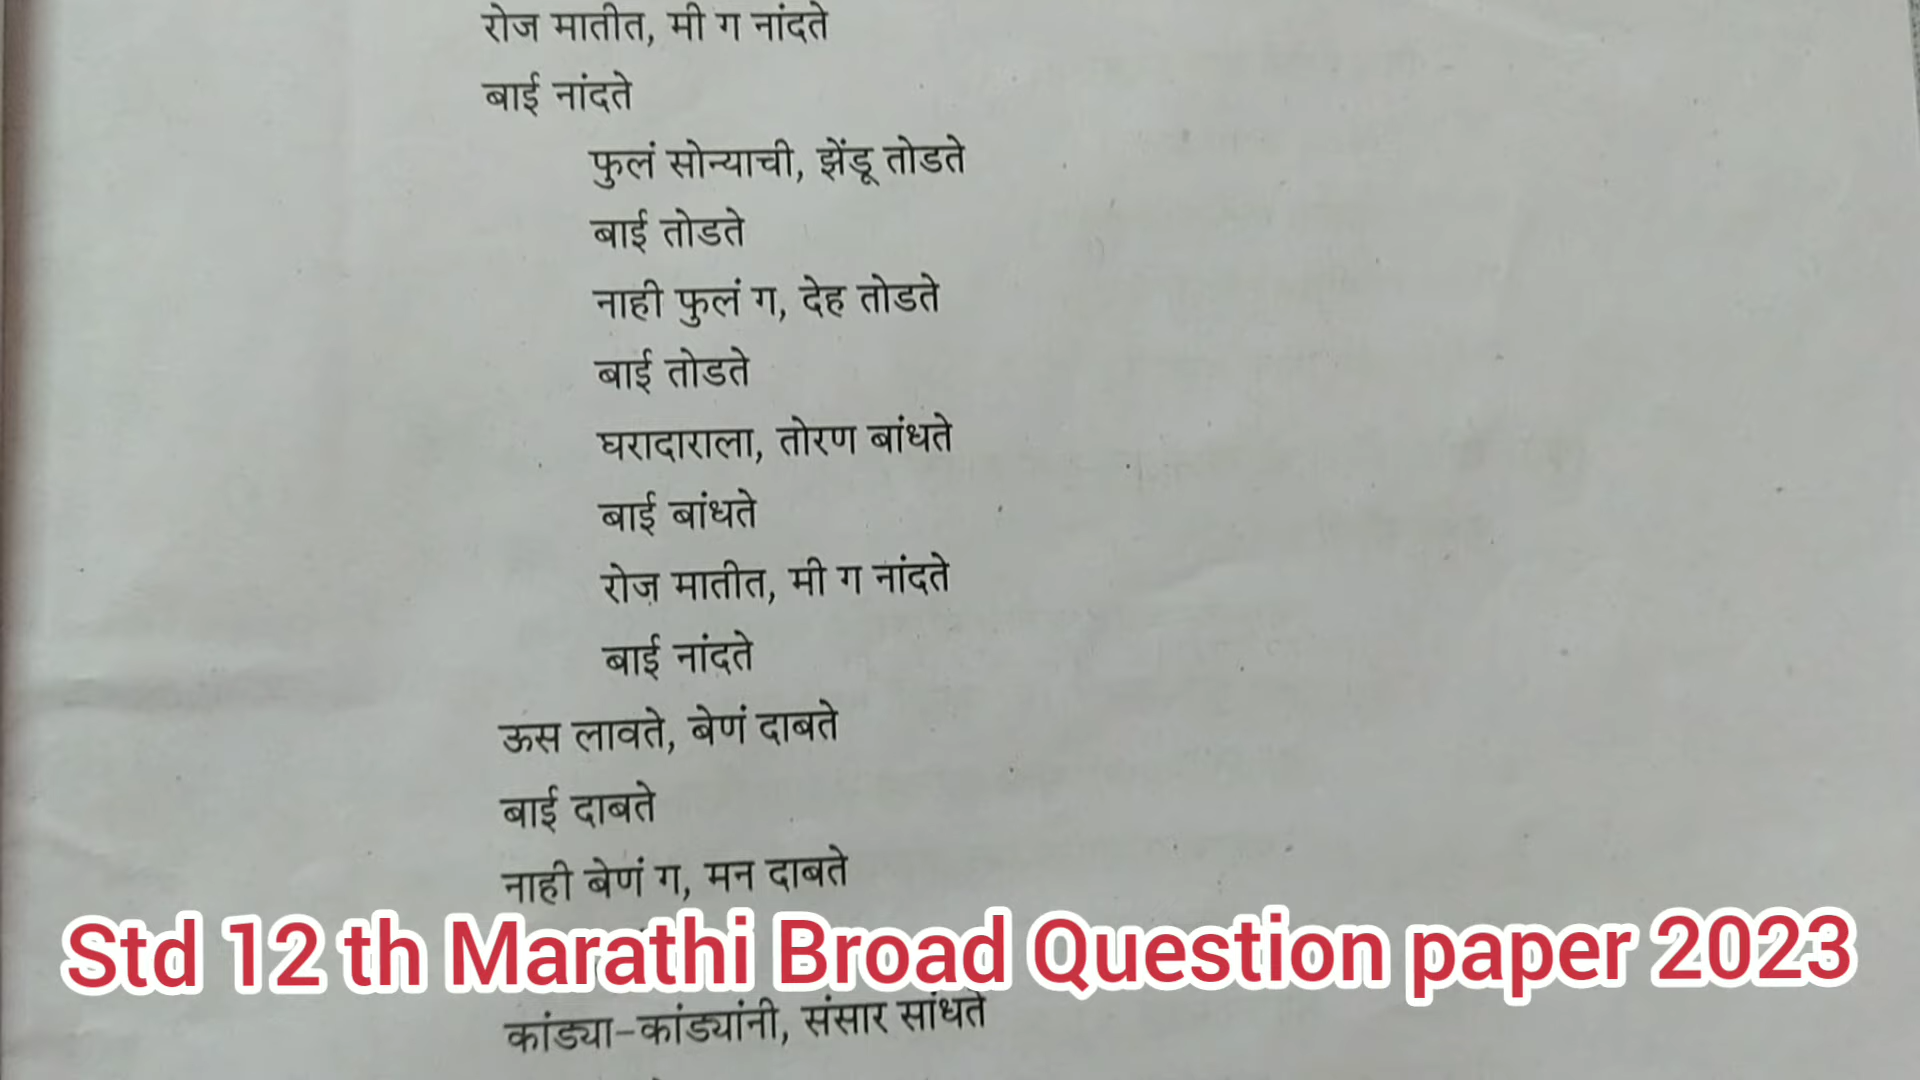 रोज मातीत, मी ग नांदते
बाई नांदते
फुलं सोन्याची, झेंडू तोडते
बाई तोडते
नाही फुलं ग, देह तोडते
बाई तोडते
घरादाराला, तोरण बांधते
बाई बांधते
रोज़ मातीत, मी ग नांदते
बाई नांदते
ऊस लावते, बेणं दाबते
बाई दाबते
नाही बेणं ग, मन दाबते
Std 12 th Marathi Broad Question paper 2023
कांड्या-कांड्यांनी, संसार सांधते